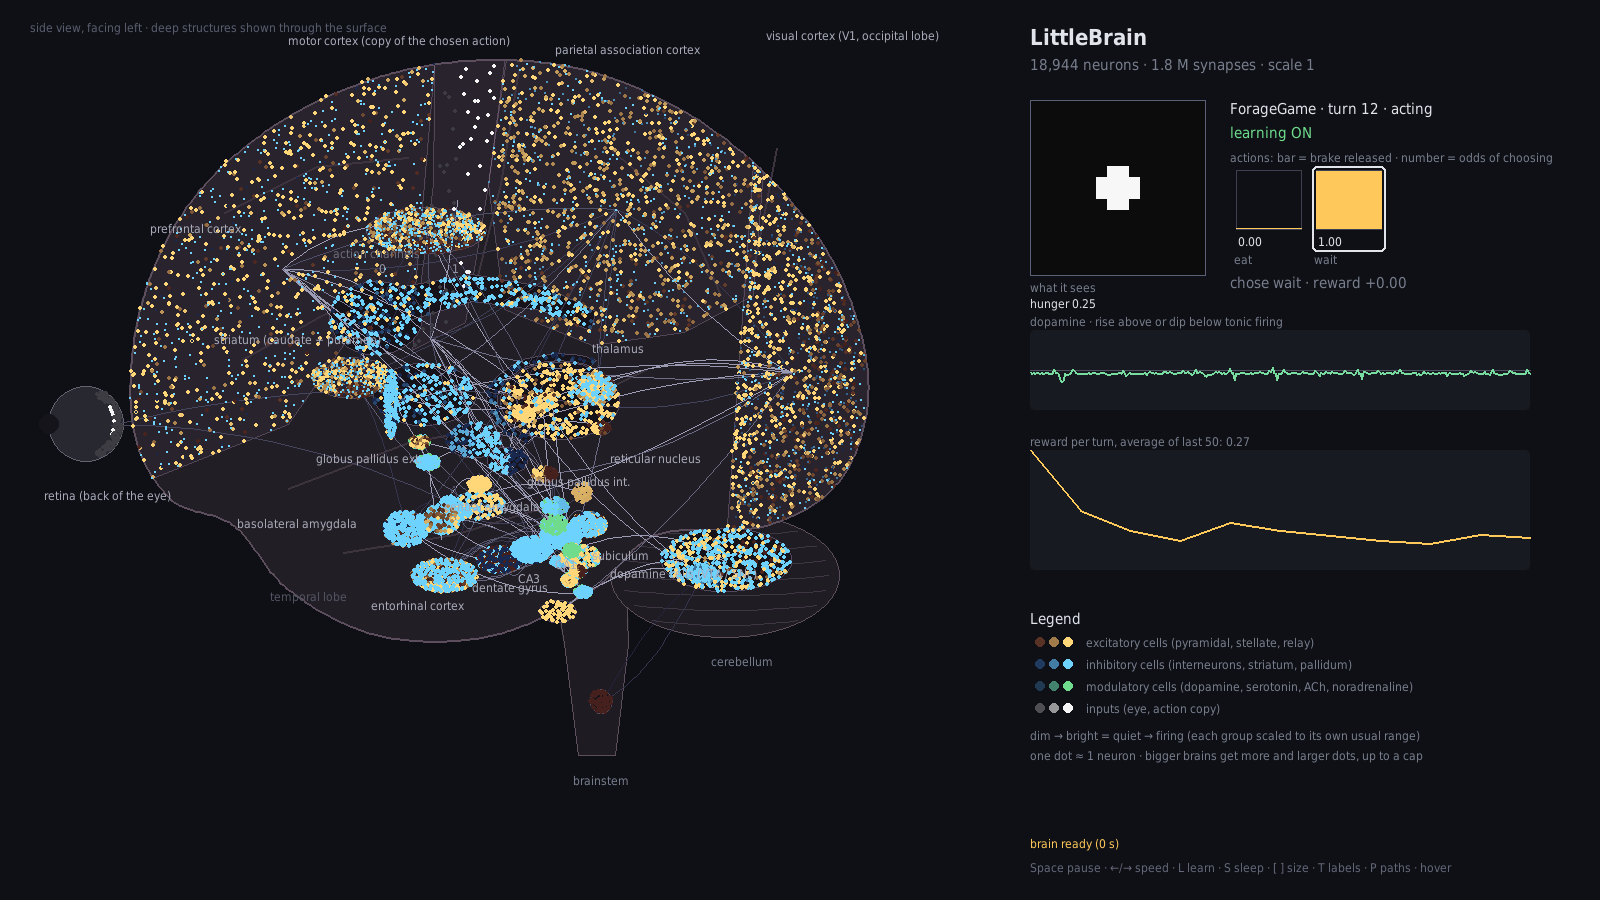 side view, facing left · deep structures shown through the surface
motor cortex (copy of the chosen action)
parietal association cortex
visual cortex (V1, occipital lobe)
prefrontal cortex
action channels
0
1
striatum (caudate +
thalamus
globus pallidus ext
reticular nucleus
globus pallidus int.
retina (back of the eye)
basolateral amygdala
amygdala
subiculum
CA3
dopamine
dentate gyrus
temporal lobe
entorhinal cortex
cerebellum
brainstem
LittleBrain
18,944 neurons · 1.8 M synapses · scale 1
ForageGame · turn 12 · acting
learning ON
actions: bar = brake released · number = odds of choosing
0.00
1.00
eat
wait
chose wait · reward +0.00
what it sees
hunger 0.25
dopamine · rise above or dip below tonic firing
reward per turn, average of last 50: 0.27
Legend
excitatory cells (pyramidal, stellate, relay)
inhibitory cells (interneurons, striatum, pallidum)
modulatory cells (dopamine, serotonin, ACh, noradrenaline)
inputs (eye, action copy)
dim → bright = quiet → firing (each group scaled to its own usual range)
one dot ≈ 1 neuron · bigger brains get more and larger dots, up to a cap
brain ready (0 s)
Space pause · ←/→ speed · L learn · S sleep · [ ] size · T labels · P paths · hover